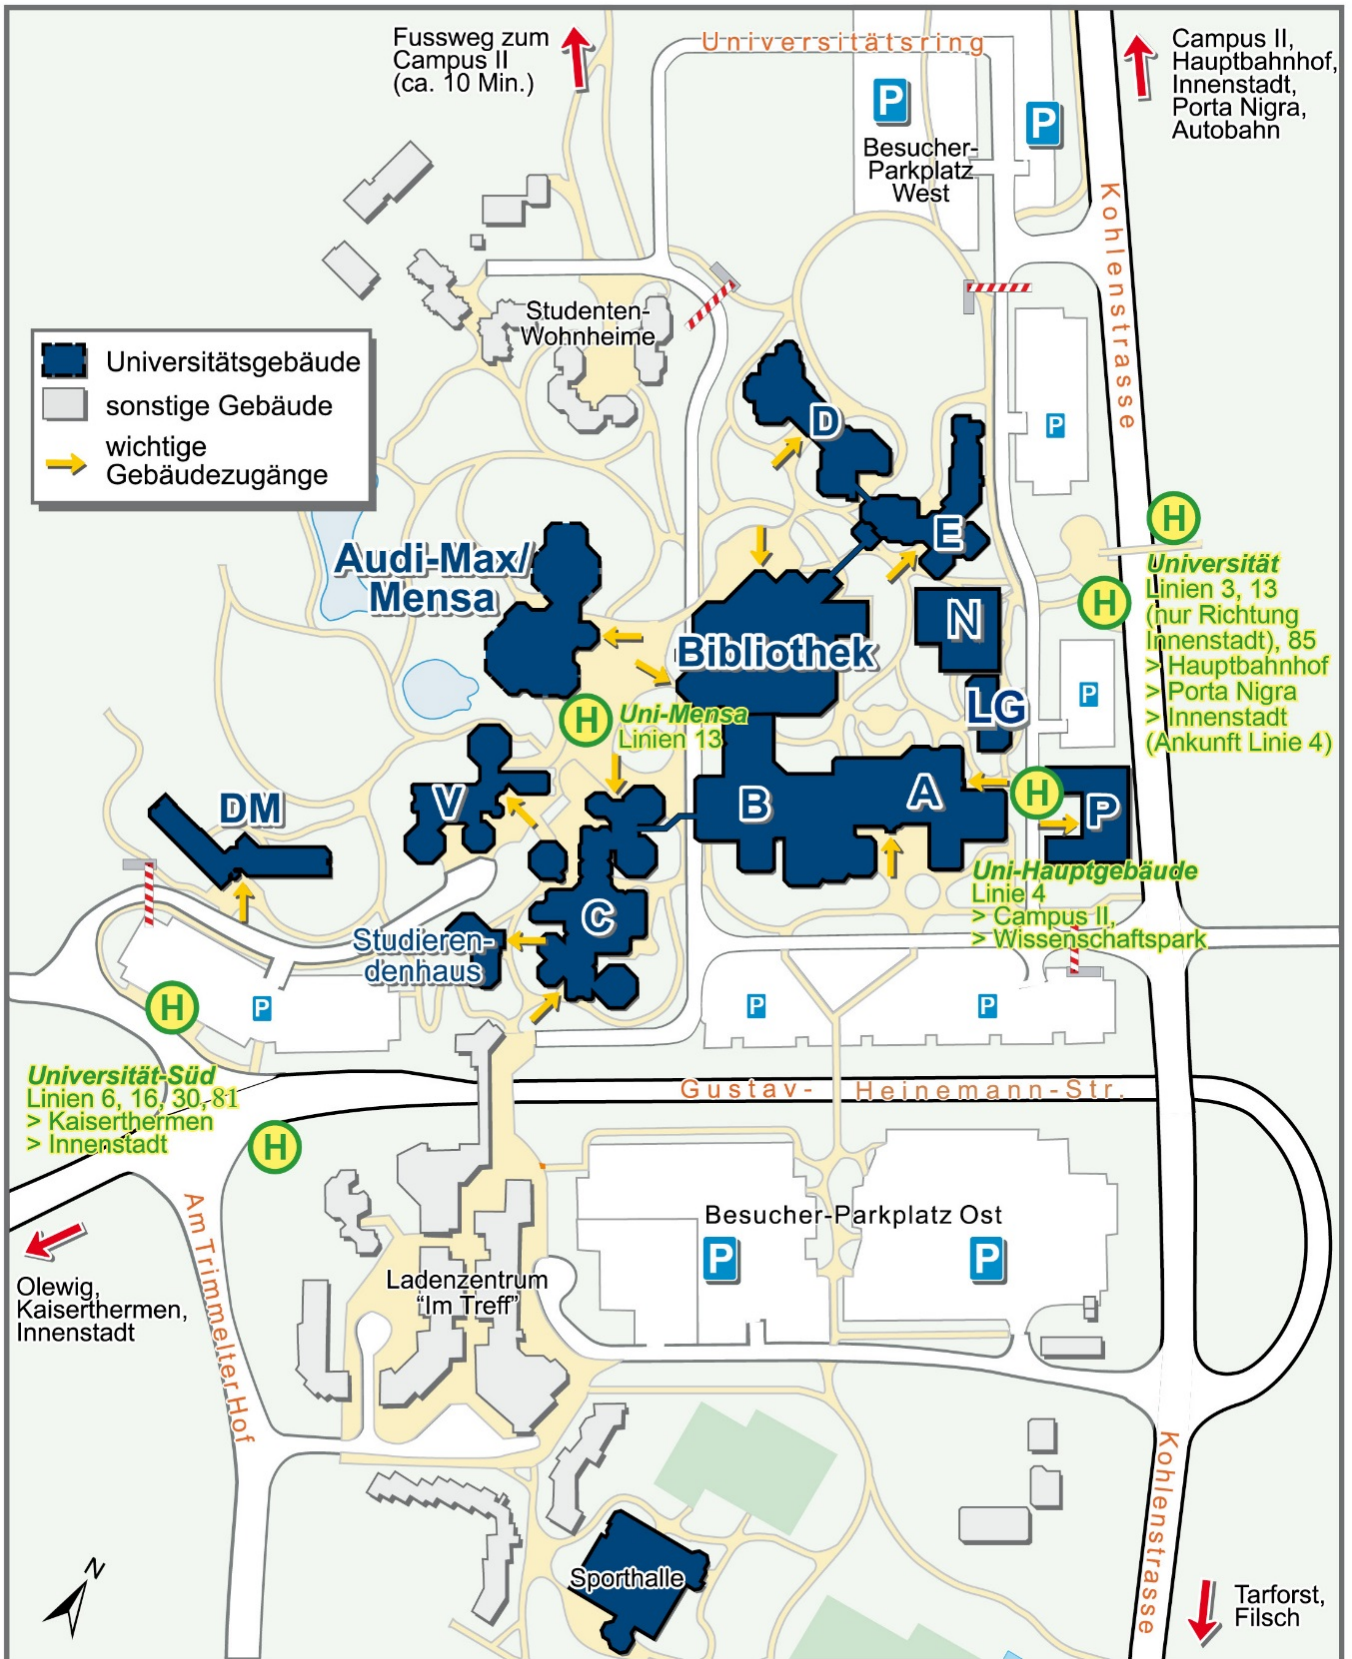 Fussweg zum
Campus II
(ca. 10 Min.)
Universitätsring
Campus II,
Hauptbahnhof,
Innenstadt,
Porta Nigra,
Autobahn
P
P
Besucher-
Parkplatz
West
Kohlenstrasse
Studenten-
Wohnheime
Universitätsgebäude
sonstige Gebäude
wichtige
Gebäudezugänge
D
P
E
H
Audi-Max/
Mensa
Universität
Linien 3, 13
(nur Richtung
Innenstadt), 85
> Hauptbahnhof
> Porta Nigra
> Innenstadt
(Ankunft Linie 4)
H
N
Bibliothek
P
LG
H
Uni-Mensa
Linien 13
DM
V
B
A
H
P
Uni-Hauptgebäude
Linie 4
> Campus II,
> Wissenschaftspark
C
Studieren-
denhaus
H
P
P
P
Universität-Süd
Linien 6, 16, 30, 81
> Kaiserthermen
> Innenstadt
Gustav- Heinemann-Str.
H
Am Trimmelter Hof
Besucher-Parkplatz Ost
P
P
Olewig,
Kaiserthermen,
Innenstadt
Ladenzentrum
“Im Treff”
Kohlenstrasse
N
Sporthalle
Tarforst,
Filsch